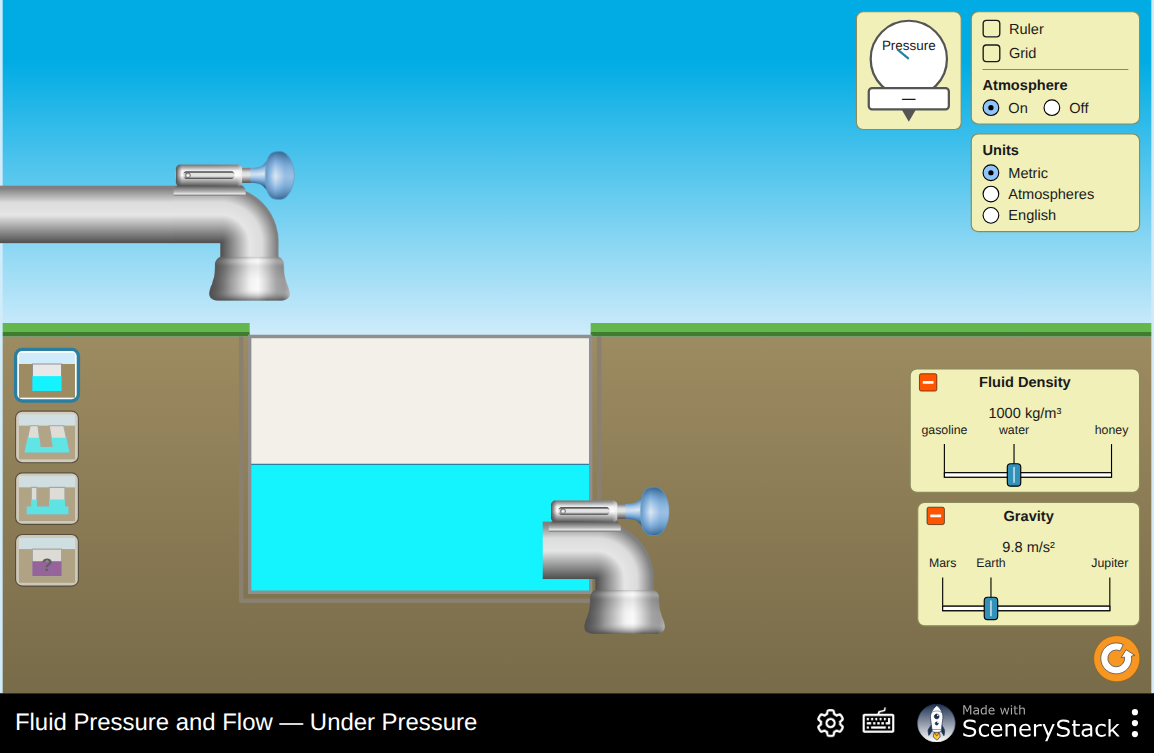 Pressure
—
Ruler
Grid
Atmosphere
On Off
Units
Metric
Atmospheres
English
?
Fluid Density
1000 kg/m³
gasoline water honey
Gravity
9.8 m/s²
Mars Earth Jupiter
Fluid Pressure and Flow — Under Pressure
Made with
SceneryStack